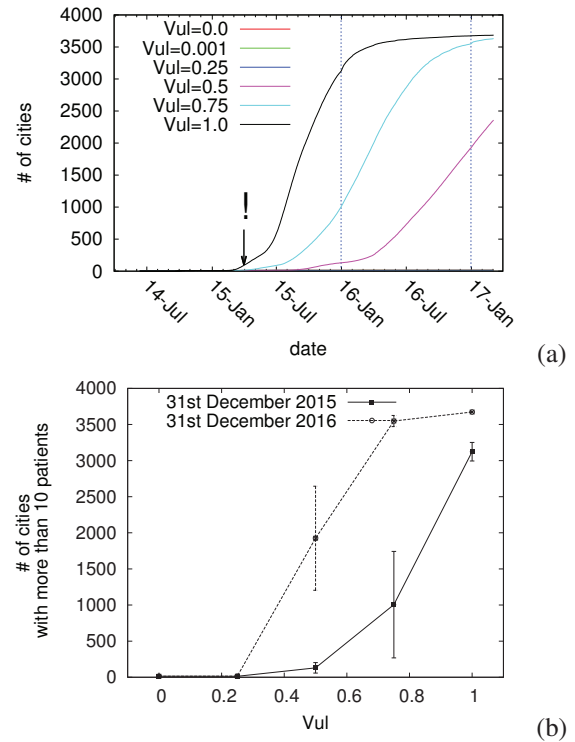 4000
3500
3000
2500
2000
1500
1000
500
0
# of cities
Vul=0.0
Vul=0.001
Vul=0.25
Vul=0.5
Vul=0.75
Vul=1.0
!
14-Jul
15-Jan
15-Jul
16-Jan
16-Jul
17-Jan
date
(a)
4000
3500
3000
2500
2000
1500
1000
500
0
# of cities
with more than 10 patients
31st December 2015
31st December 2016
0 0.2 0.4 0.6 0.8 1
Vul
(b)